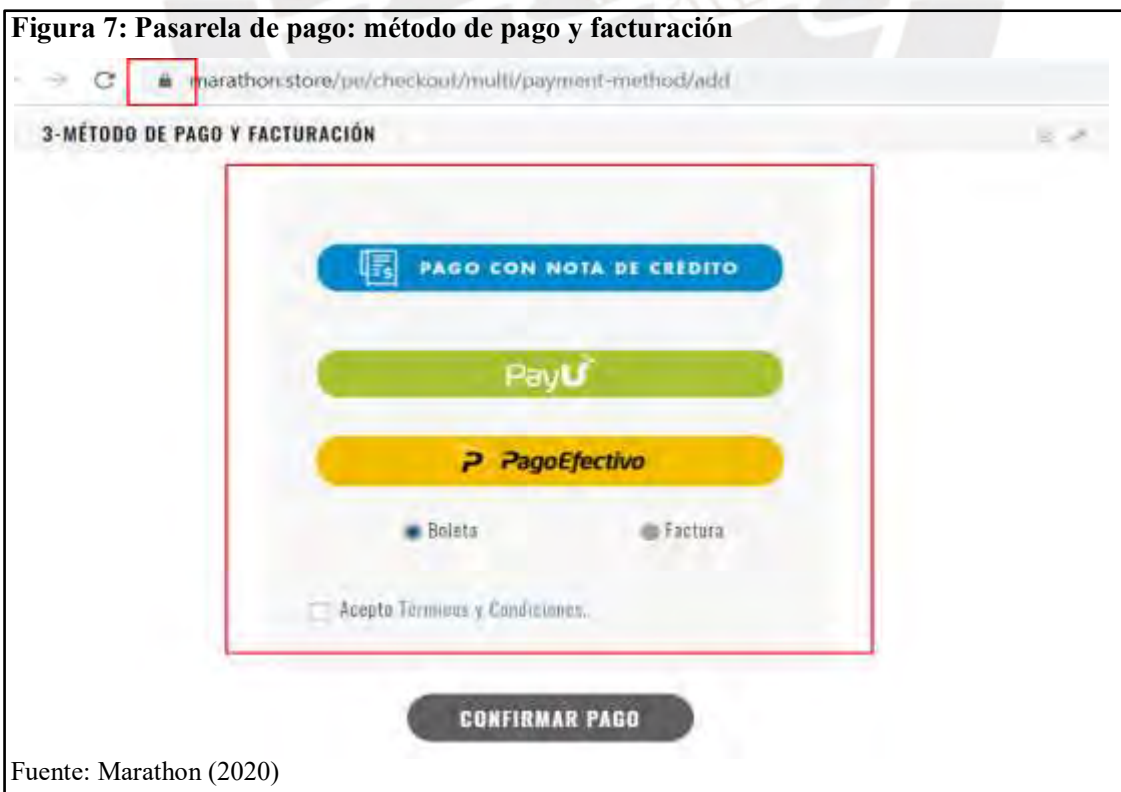 Figura 7: Pasarela de pago: método de pago y facturación
marathon.store/pe/checkout/multi/payment-method/add
3-MÉTODO DE PAGO Y FACTURACIÓN
PAGO CON NOTA DE CRÉDITO
PayU
PagoEfectivo
Boleta Factura
Acepto Términos y Condiciones.
CONFIRMAR PAGO
Fuente: Marathon (2020)